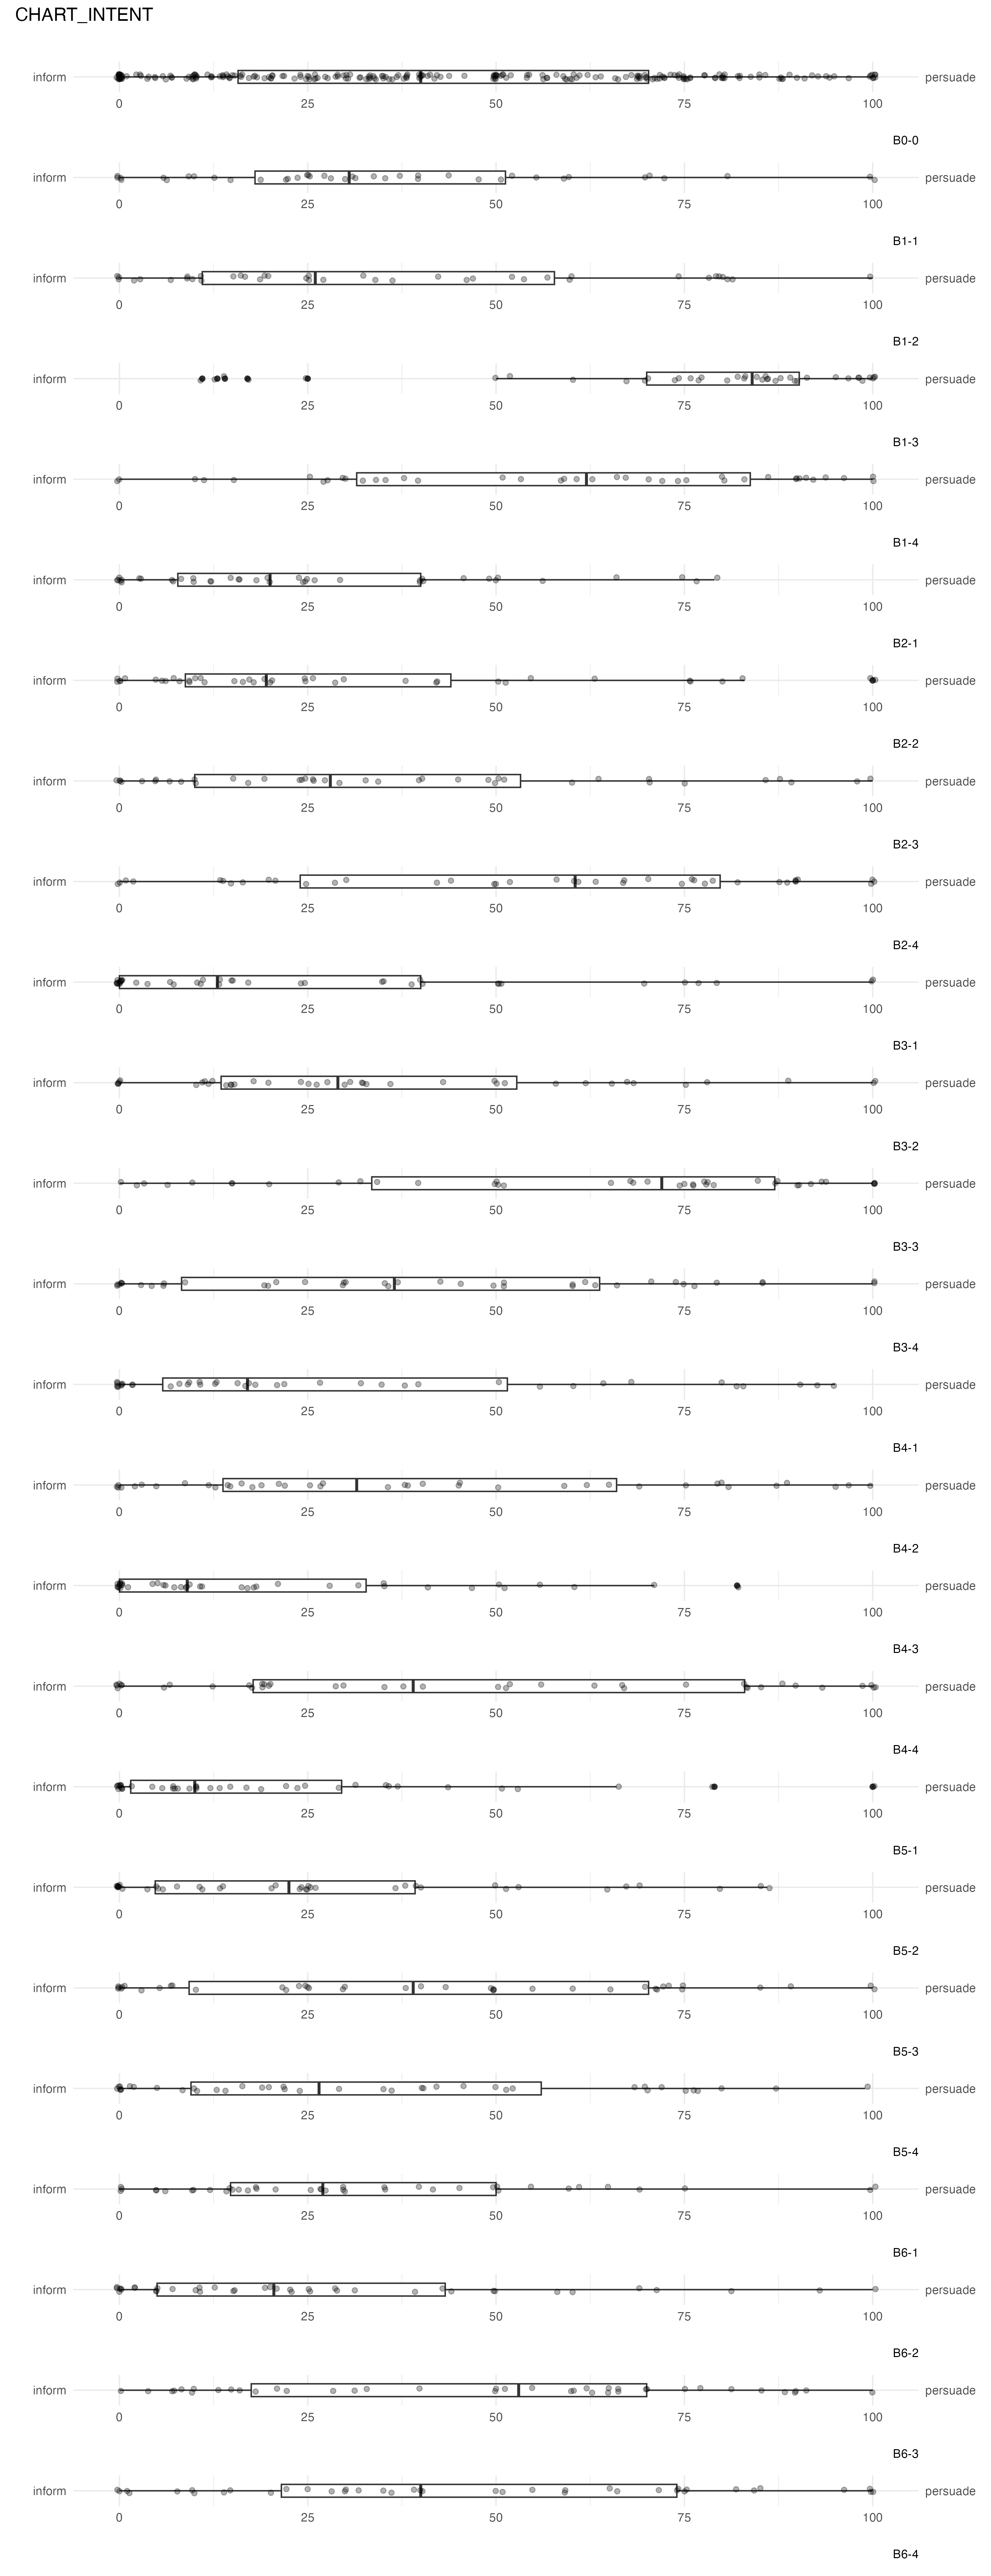 CHART_INTENT
inform persuade
0 25 50 75 100
B0-0
inform persuade
0 25 50 75 100
B1-1
inform persuade
0 25 50 75 100
B1-2
inform persuade
0 25 50 75 100
B1-3
inform persuade
0 25 50 75 100
B1-4
inform persuade
0 25 50 75 100
B2-1
inform persuade
0 25 50 75 100
B2-2
inform persuade
0 25 50 75 100
B2-3
inform persuade
0 25 50 75 100
B2-4
inform persuade
0 25 50 75 100
B3-1
inform persuade
0 25 50 75 100
B3-2
inform persuade
0 25 50 75 100
B3-3
inform persuade
0 25 50 75 100
B3-4
inform persuade
0 25 50 75 100
B4-1
inform persuade
0 25 50 75 100
B4-2
inform persuade
0 25 50 75 100
B4-3
inform persuade
0 25 50 75 100
B4-4
inform persuade
0 25 50 75 100
B5-1
inform persuade
0 25 50 75 100
B5-2
inform persuade
0 25 50 75 100
B5-3
inform persuade
0 25 50 75 100
B5-4
inform persuade
0 25 50 75 100
B6-1
inform persuade
0 25 50 75 100
B6-2
inform persuade
0 25 50 75 100
B6-3
inform persuade
0 25 50 75 100
B6-4